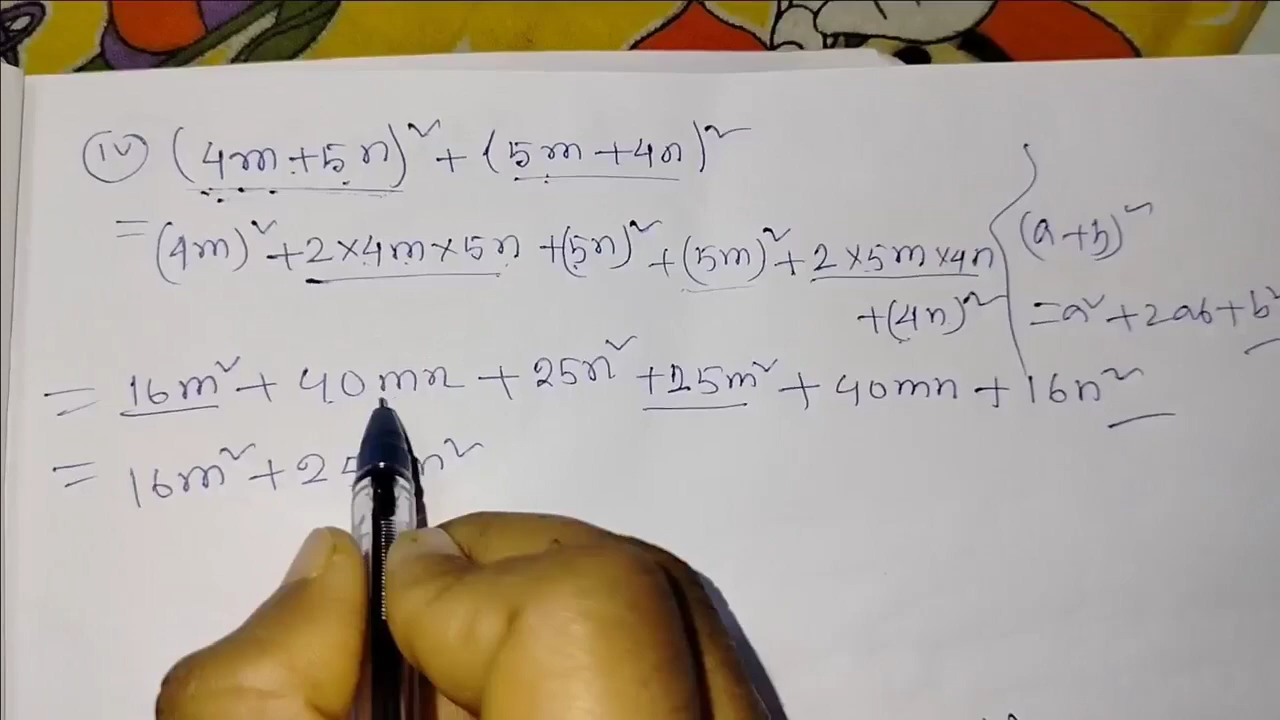 (iv) (4m+5n)² + (5m+4n)²
= (4m)² + 2×4m×5n + (5n)² + (5m)² + 2×5m×4n
+(4n)²
(a+b)²
= a² + 2ab + b²
= 16m² + 40mn + 25n² + 25m² + 40mn + 16n²
= 16m² + 25